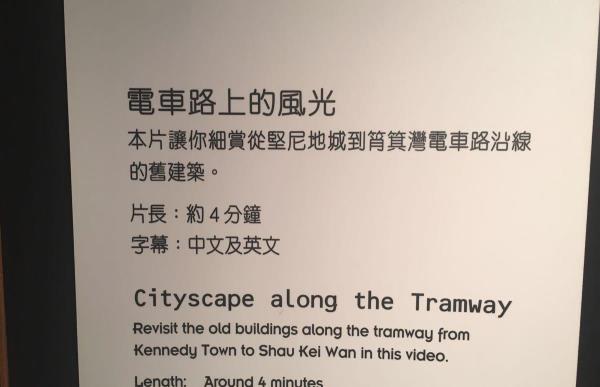 電車路上的風光
本片讓你細賞從堅尼地城到筲箕灣電車路沿線
的舊建築。
片長：約 4 分鐘
字幕：中文及英文
Cityscape along the Tramway
Revisit the old buildings along the tramway from
Kennedy Town to Shau Kei Wan in this video.
Length: Around 4 minutes